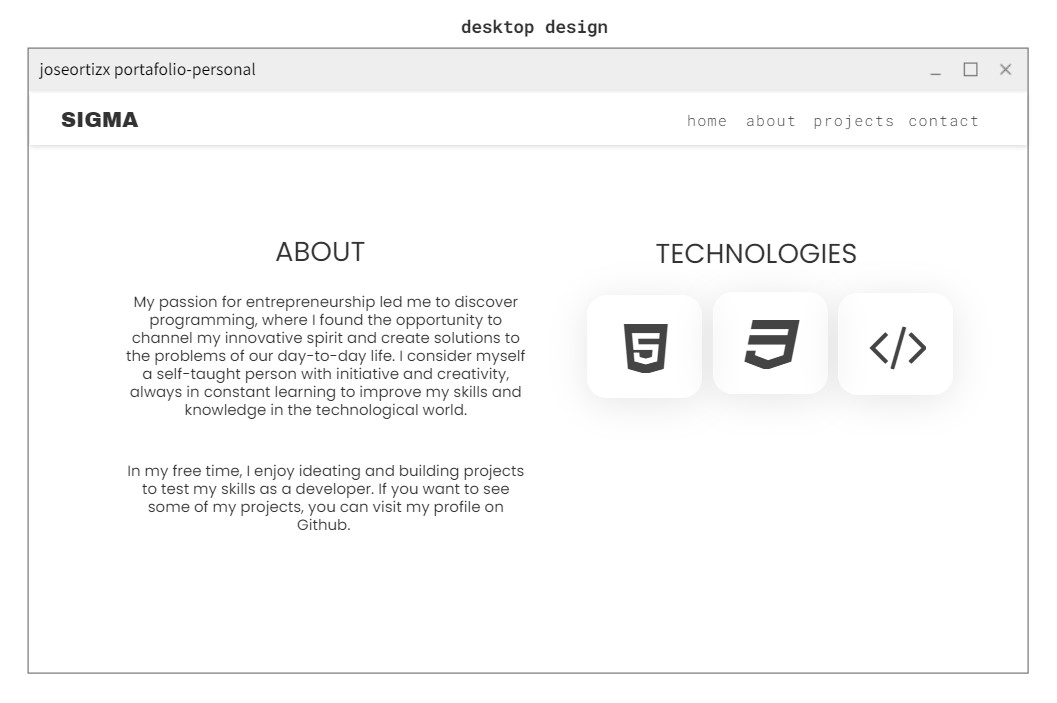 desktop design
joseortizx portafolio-personal
SIGMA
home about projects contact
ABOUT
My passion for entrepreneurship led me to discover
programming, where I found the opportunity to
channel my innovative spirit and create solutions to
the problems of our day-to-day life. I consider myself
a self-taught person with initiative and creativity,
always in constant learning to improve my skills and
knowledge in the technological world.
In my free time, I enjoy ideating and building projects
to test my skills as a developer. If you want to see
some of my projects, you can visit my profile on
Github.
TECHNOLOGIES
5
3
</>